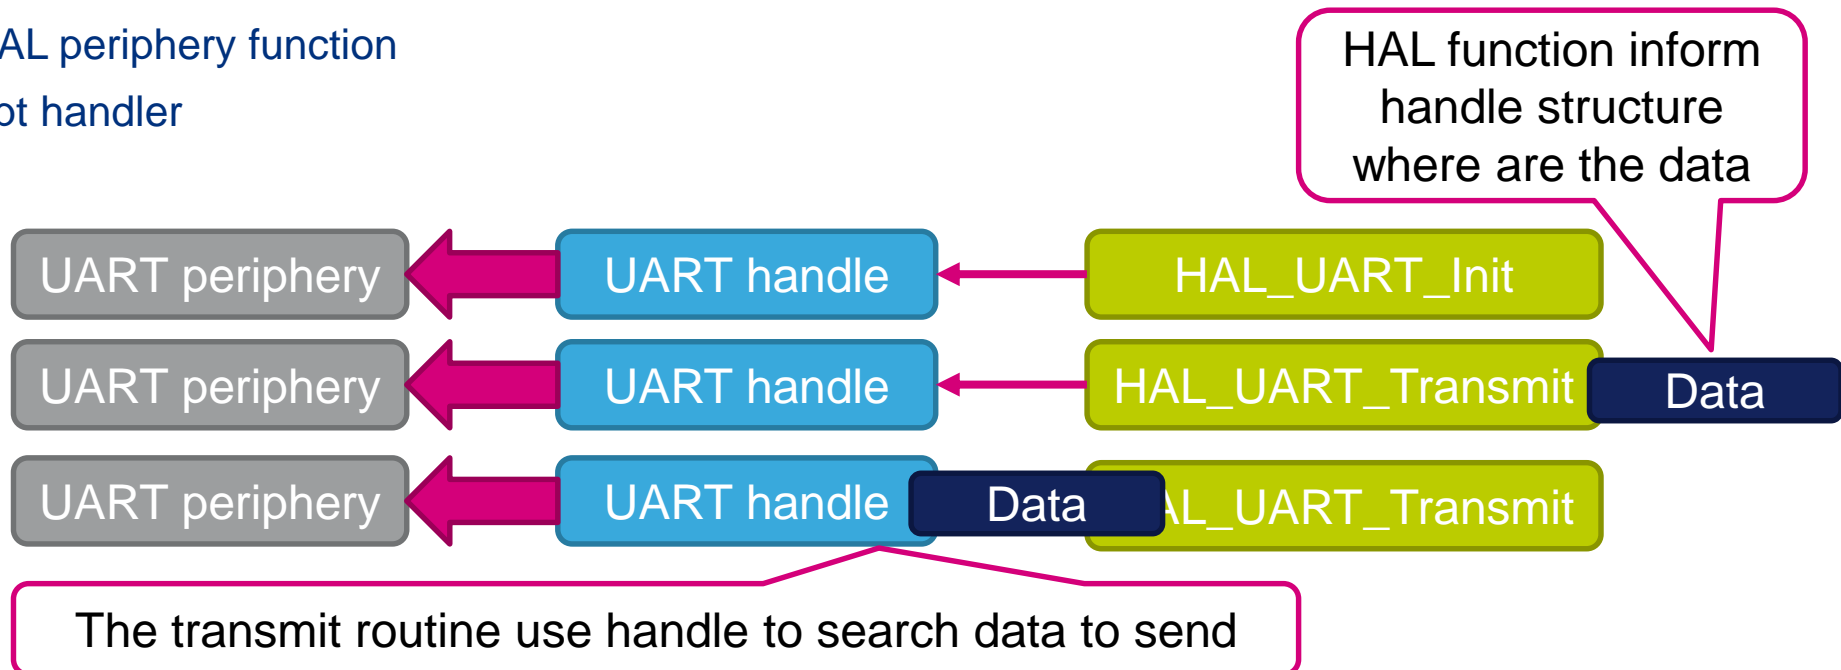 AL periphery function
ot handler
HAL function inform
handle structure
where are the data
UART periphery UART handle HAL_UART_Init
UART periphery UART handle HAL_UART_Transmit Data
UART periphery UART handle Data AL_UART_Transmit
The transmit routine use handle to search data to send